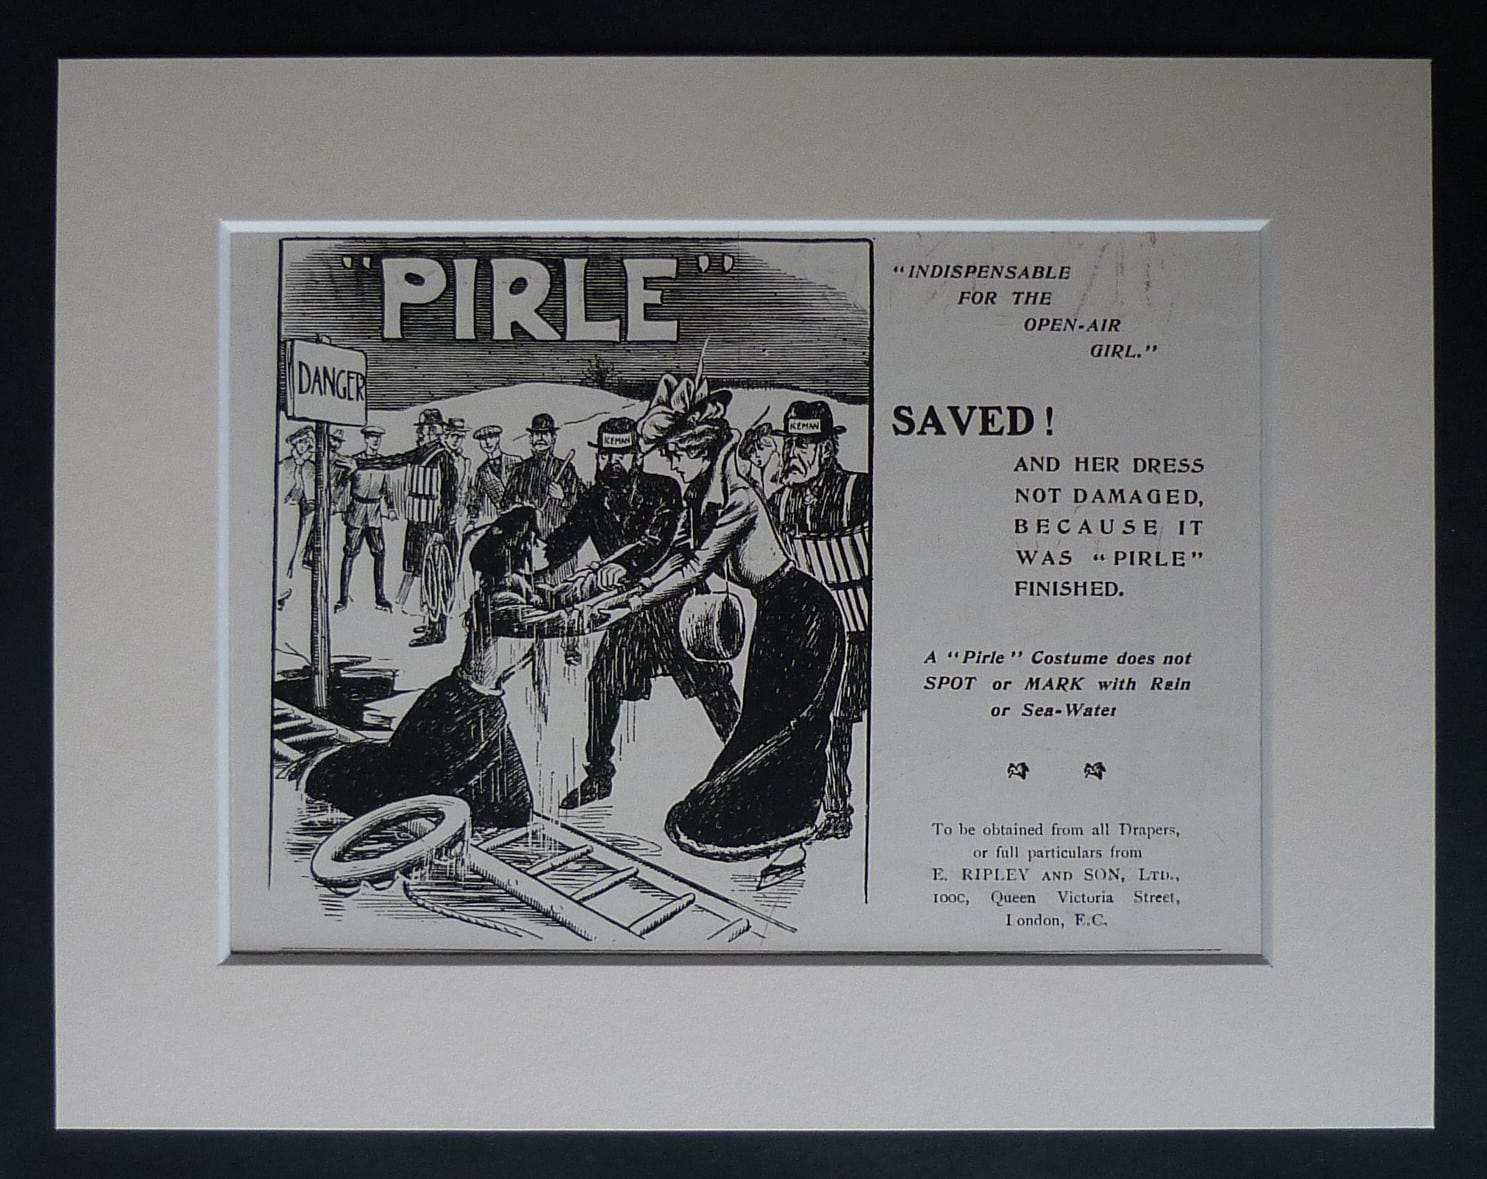 "PIRLE"
DANGER
ICEMAN
ICEMAN
"INDISPENSABLE
FOR THE
OPEN-AIR
GIRL."
SAVED!
AND HER DRESS
NOT DAMAGED,
BECAUSE IT
WAS "PIRLE"
FINISHED.
A "Pirle" Costume does not
SPOT or MARK with Rain
or Sea-Water
To be obtained from all Drapers,
or full particulars from
E. RIPLEY AND SON, LTD.,
100C, Queen Victoria Street,
London, E.C.